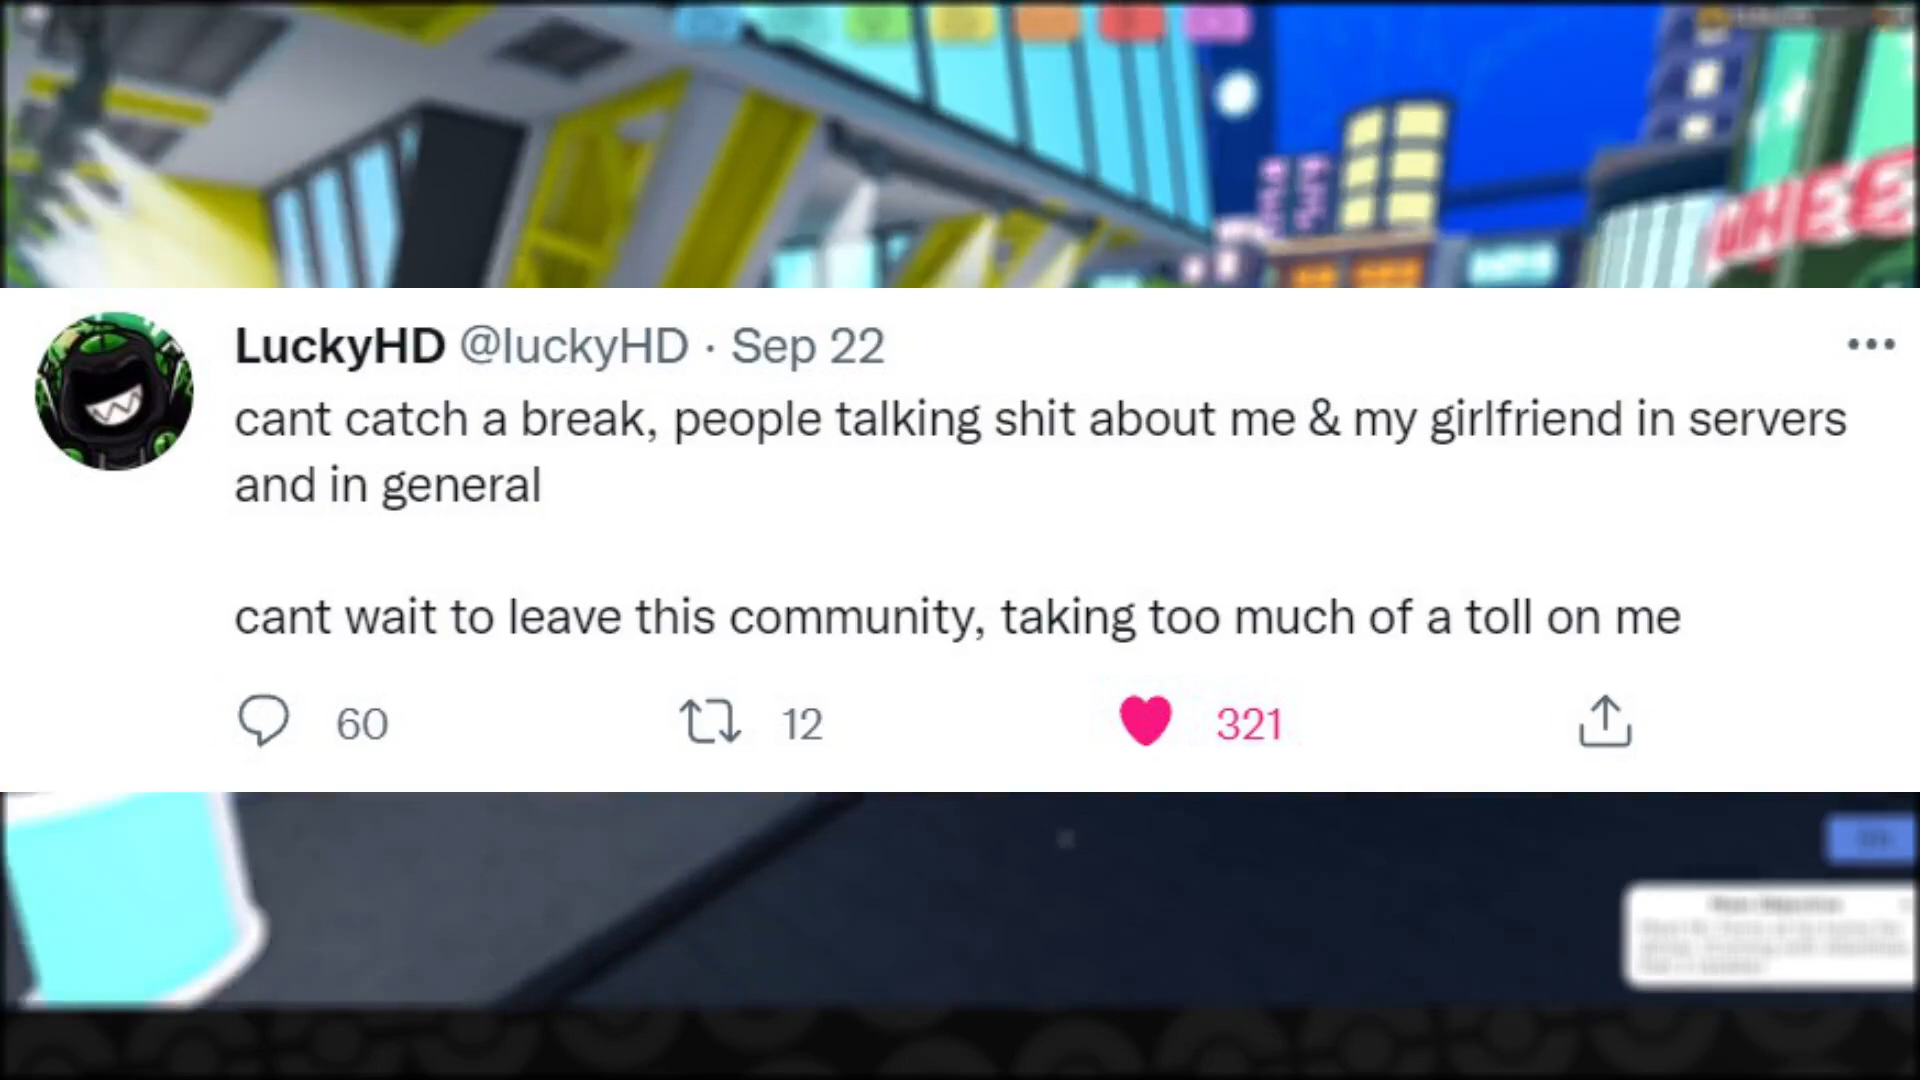 WHEE
LuckyHD @luckyHD · Sep 22
cant catch a break, people talking shit about me & my girlfriend in servers
and in general
cant wait to leave this community, taking too much of a toll on me
60 12 321